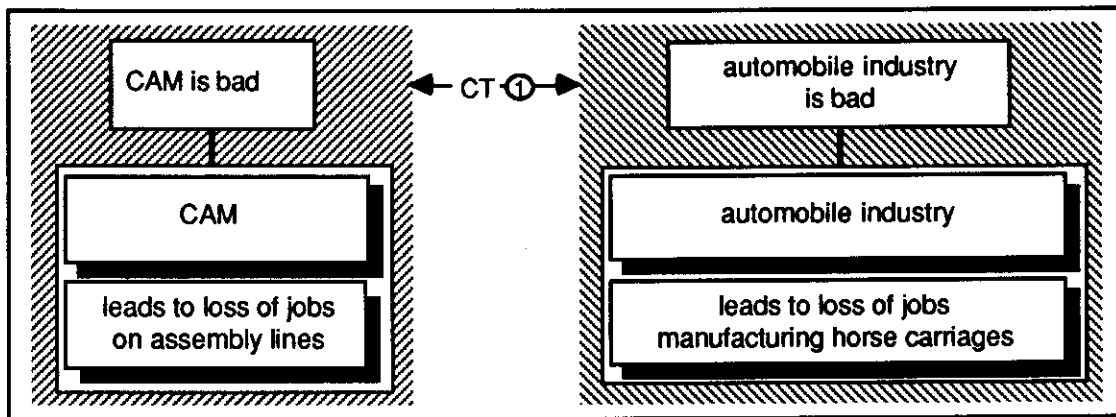 CAM is bad
CT 1
automobile industry
is bad
CAM
automobile industry
leads to loss of jobs
on assembly lines
leads to loss of jobs
manufacturing horse carriages